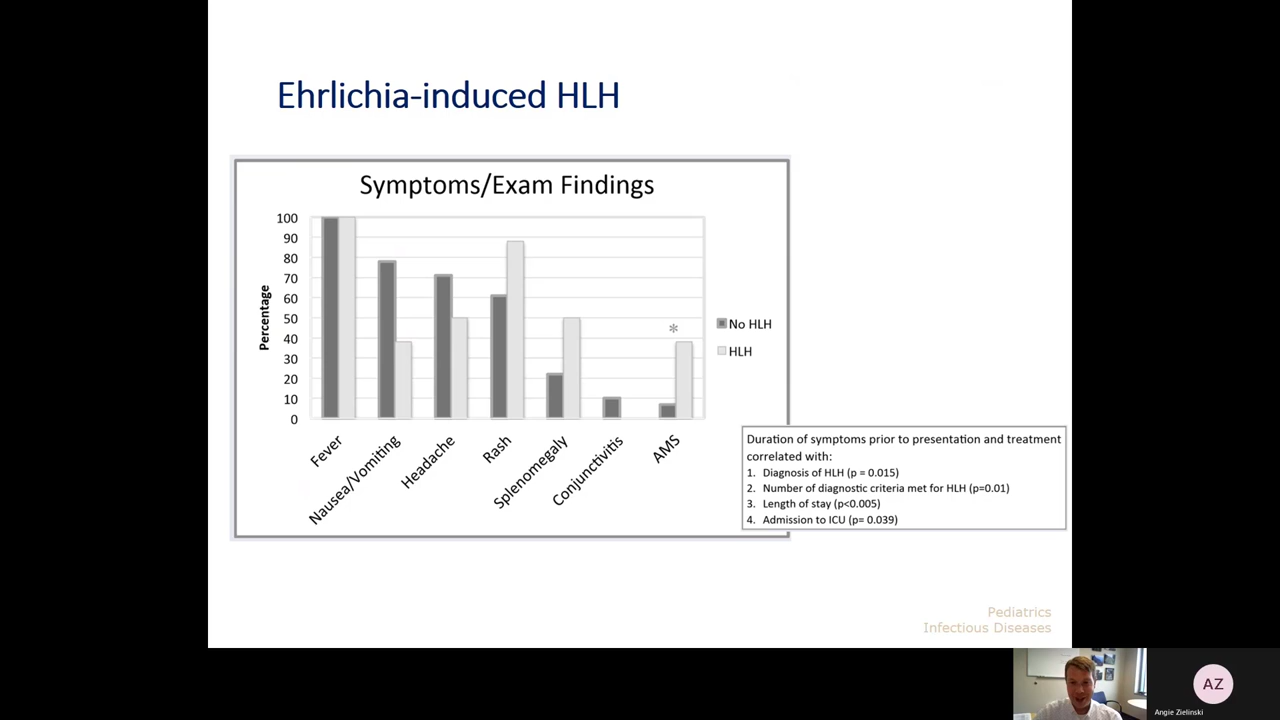 Ehrlichia-induced HLH
Symptoms/Exam Findings
100
90
80
70
60
50
40
30
20
10
0
Percentage
Fever
Nausea/Vomiting
Headache
Rash
Splenomegaly
Conjunctivitis
AMS
*
No HLH
HLH
Duration of symptoms prior to presentation and treatment
correlated with:
1. Diagnosis of HLH (p = 0.015)
2. Number of diagnostic criteria met for HLH (p=0.01)
3. Length of stay (p<0.005)
4. Admission to ICU (p= 0.039)
Pediatrics
Infectious Diseases
AZ
Angie Zielinski